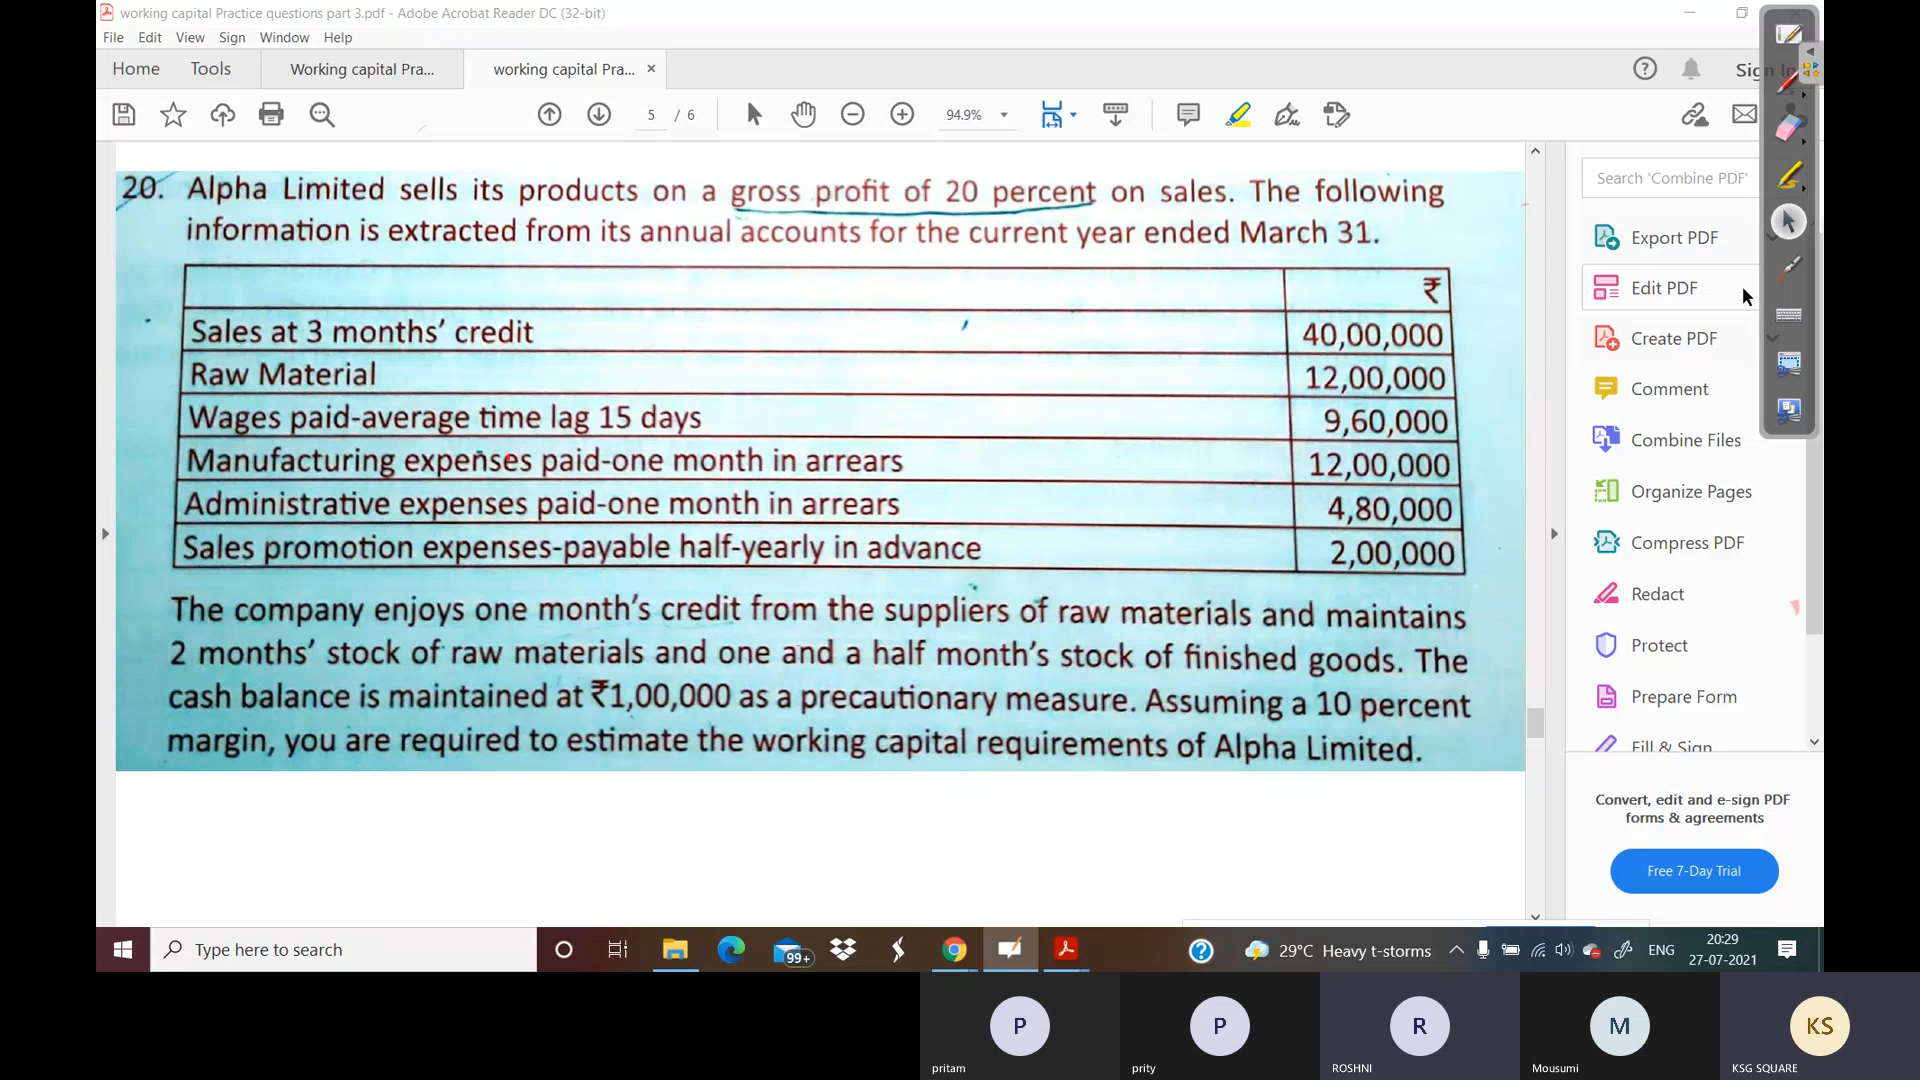 working capital Practice questions part 3.pdf - Adobe Acrobat Reader DC (32-bit)
File Edit View Sign Window Help
Home Tools Working capital Pra... working capital Pra... ×
5 / 6 94.9%
20. Alpha Limited sells its products on a gross profit of 20 percent on sales. The following
information is extracted from its annual accounts for the current year ended March 31.
₹
Sales at 3 months' credit 40,00,000
Raw Material 12,00,000
Wages paid-average time lag 15 days 9,60,000
Manufacturing expenses paid-one month in arrears 12,00,000
Administrative expenses paid-one month in arrears 4,80,000
Sales promotion expenses-payable half-yearly in advance 2,00,000
The company enjoys one month's credit from the suppliers of raw materials and maintains
2 months' stock of raw materials and one and a half month's stock of finished goods. The
cash balance is maintained at ₹1,00,000 as a precautionary measure. Assuming a 10 percent
margin, you are required to estimate the working capital requirements of Alpha Limited.
Sign In
Search 'Combine PDF'
Export PDF
Edit PDF
Create PDF
Comment
Combine Files
Organize Pages
Compress PDF
Redact
Protect
Prepare Form
Fill & Sign
Convert, edit and e-sign PDF
forms & agreements
Free 7-Day Trial
Type here to search
99+
29°C Heavy t-storms
ENG
20:29
27-07-2021
P
pritam
P
prity
R
ROSHNI
M
Mousumi
KS
KSG SQUARE